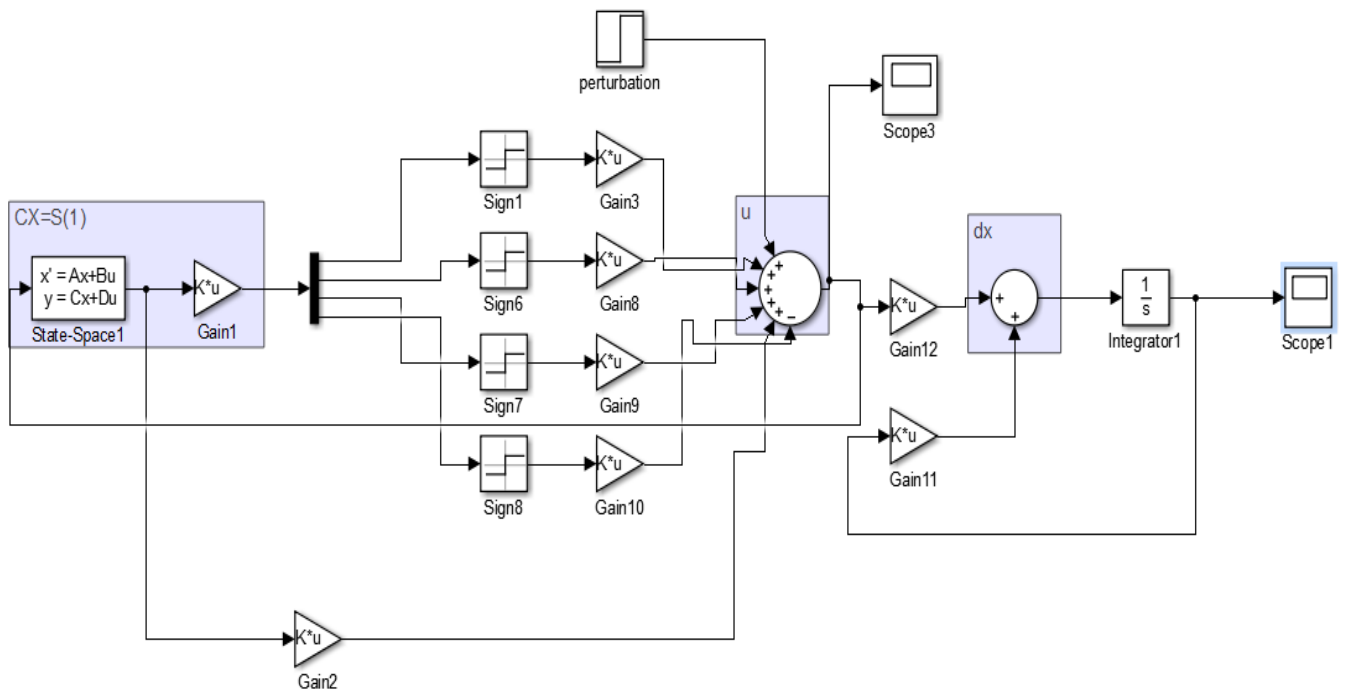 perturbation
Scope3
K*u
Sign1
Gain3
CX=S(1)
u
dx
x' = Ax+Bu
y = Cx+Du
State-Space1
K*u
Gain1
K*u
Sign6
Gain8
+
+
+
+
+
−
K*u
Gain12
+
+
1
s
Integrator1
Scope1
K*u
Sign7
Gain9
K*u
Gain11
K*u
Sign8
Gain10
K*u
Gain2